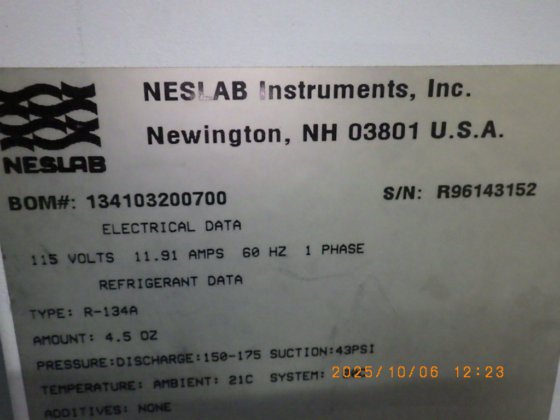 NESLAB Instruments, Inc.
Newington, NH 03801 U.S.A.
NESLAB
BOM#: 134103200700 S/N: R96143152
ELECTRICAL DATA
115 VOLTS 11.91 AMPS 60 HZ 1 PHASE
REFRIGERANT DATA
TYPE: R-134A
AMOUNT: 4.5 OZ
PRESSURE:DISCHARGE:150-175 SUCTION:43PSI
TEMPERATURE: AMBIENT: 21C SYSTEM:
2025/10/06 12:23
ADDITIVES: NONE